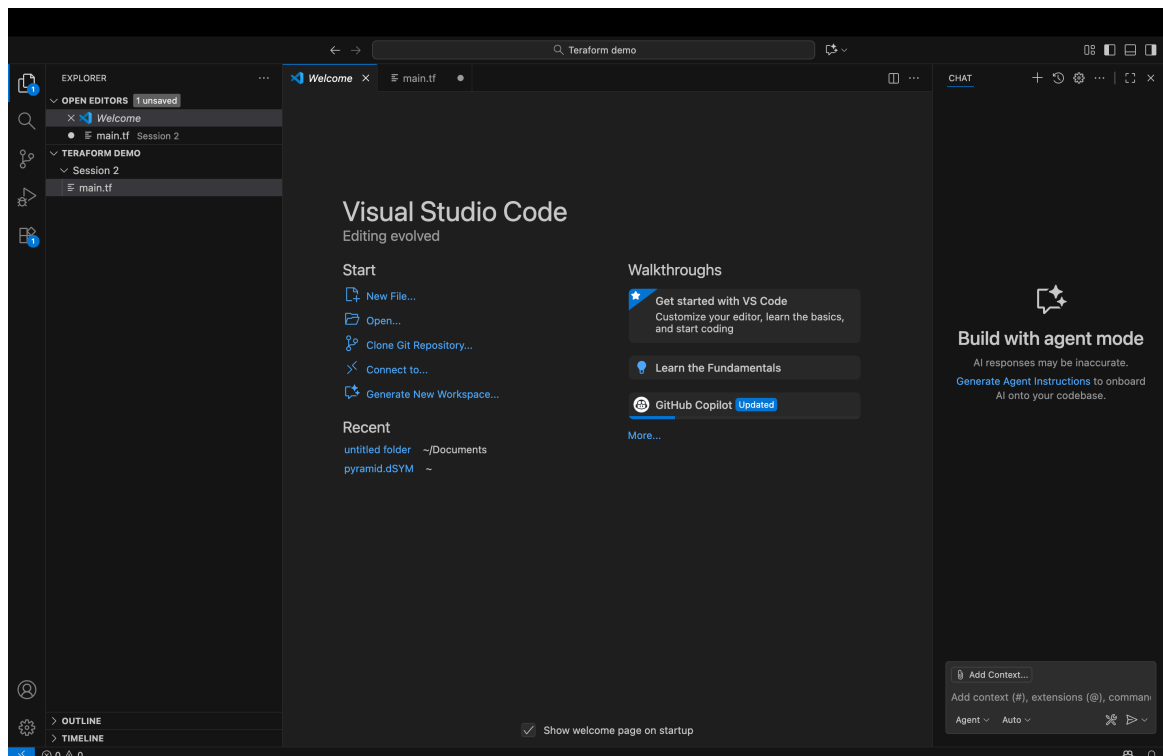 Terraform demo
EXPLORER
OPEN EDITORS 1 unsaved
Welcome
main.tf Session 2
TERAFORM DEMO
Session 2
main.tf
1
1
OUTLINE
TIMELINE
0 0
Welcome
main.tf
Visual Studio Code
Editing evolved
Start
New File...
Open...
Clone Git Repository...
Connect to...
Generate New Workspace...
Recent
untitled folder ~/Documents
pyramid.dSYM ~
Walkthroughs
Get started with VS Code
Customize your editor, learn the basics,
and start coding
Learn the Fundamentals
GitHub Copilot Updated
More...
Show welcome page on startup
CHAT
Build with agent mode
AI responses may be inaccurate.
Generate Agent Instructions to onboard
AI onto your codebase.
Add Context...
Add context (#), extensions (@), comman
Agent Auto